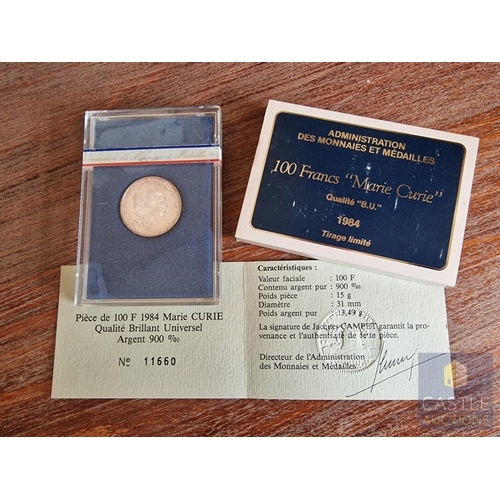 ADMINISTRATION
DES MONNAIES ET MÉDAILLES
100 Francs "Marie Curie"
Qualité "B.U."
1984
Tirage limité
Pièce de 100 F 1984 Marie CURIE
Qualité Brillant Universel
Argent 900 ‰
Nº 11660
Caractéristiques :
Valeur faciale : 100 F
Contenu argent pur : 900 ‰
Poids pièce : 15 g
Diamètre : 31 mm
Poids argent pur : 13,49 g
La signature de Jacques CAMPET garantit la pro-
venance et l'authenticité de cette pièce.
Directeur de l'Administration
des Monnaies et Médailles
CASTLE
AUCTIONS